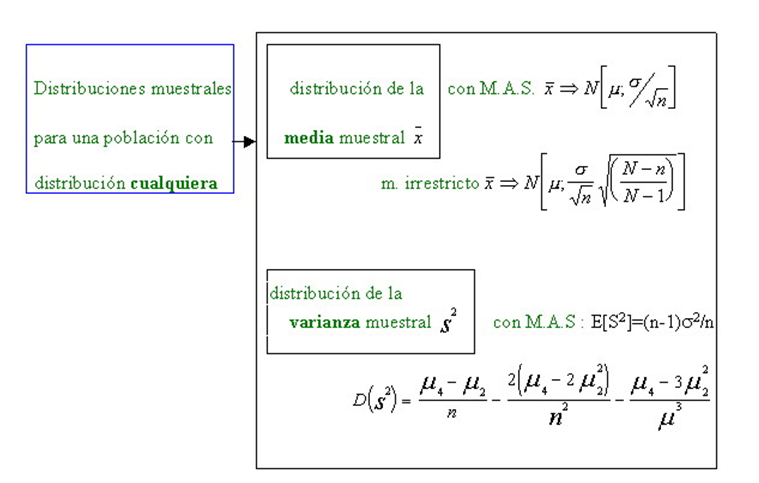 Distribuciones muestrales
para una población con
distribución cualquiera
distribución de la
media muestral x̄
con M.A.S. x̄ ⇒ N[μ; σ/√n]
m. irrestricto x̄ ⇒ N[μ; σ/√n √((N − n)/(N − 1))]
distribución de la
varianza muestral s²
con M.A.S : E[S²]=(n-1)σ²/n
D(s²) = (μ₄ − μ₂)/n − 2(μ₄ − 2μ₂²)/n² − (μ₄ − 3μ₂²)/μ³